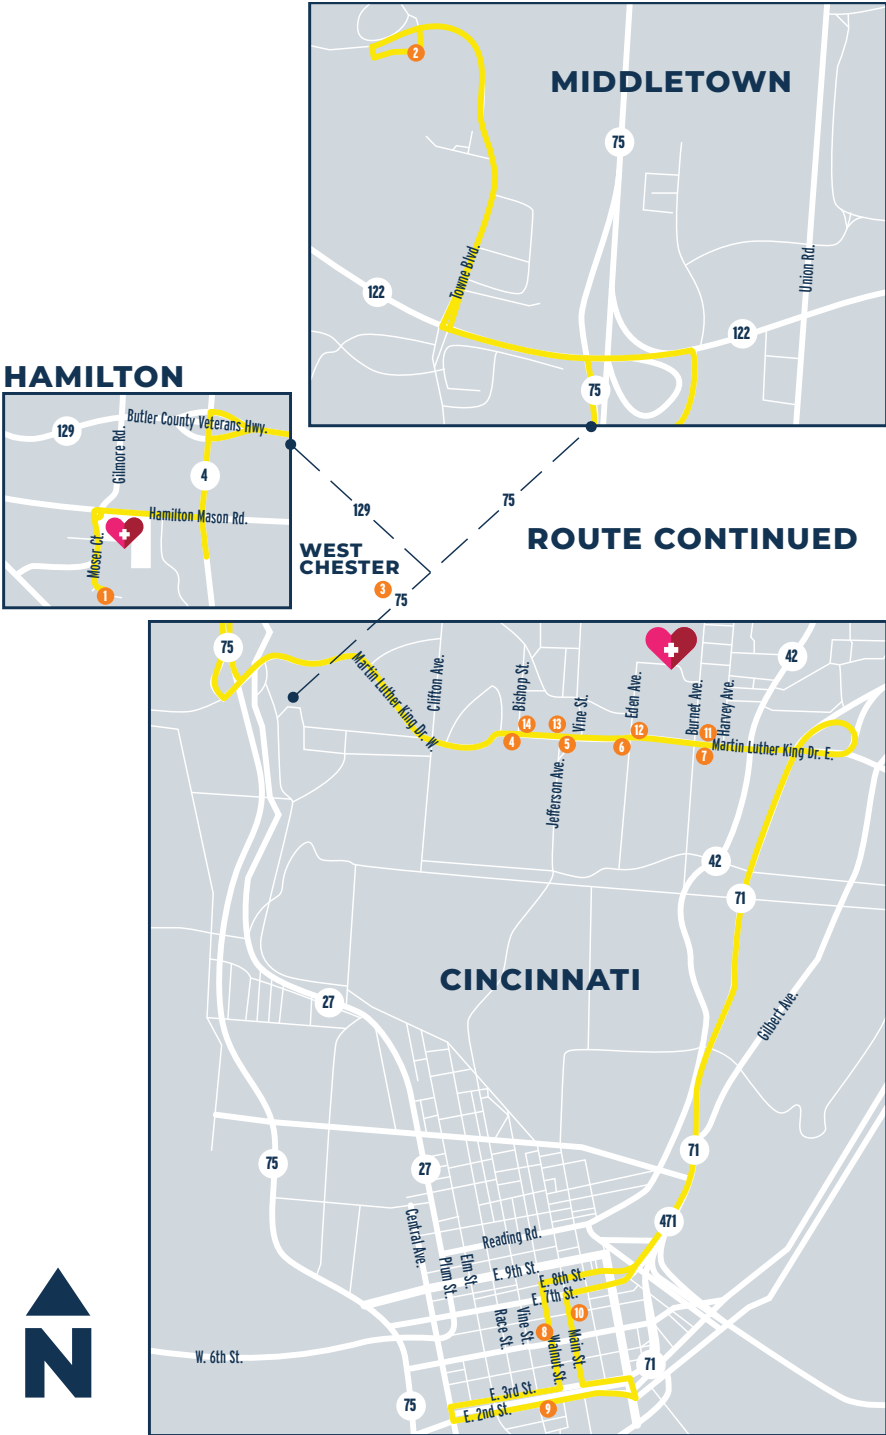 2
MIDDLETOWN
75
Towne Blvd.
Union Rd.
122
122
75
HAMILTON
Butler County Veterans Hwy.
129
Gilmore Rd.
4
Hamilton Mason Rd.
Moser Ct.
1
129
75
ROUTE CONTINUED
WEST
CHESTER
3
75
75
42
Martin Luther King Dr. W.
Clifton Ave.
Bishop St.
Vine St.
Eden Ave.
Burnet Ave.
Harvey Ave.
14
13
12
11
4
5
6
7
Martin Luther King Dr. E.
Jefferson Ave.
42
71
CINCINNATI
27
Gilbert Ave.
75
27
71
471
Central Ave.
Reading Rd.
Plum St.
Elm St.
E. 9th St.
E. 8th St.
E. 7th St.
Race St.
Vine St.
10
8
Walnut St.
Main St.
W. 6th St.
71
E. 3rd St.
E. 2nd St.
9
75
N